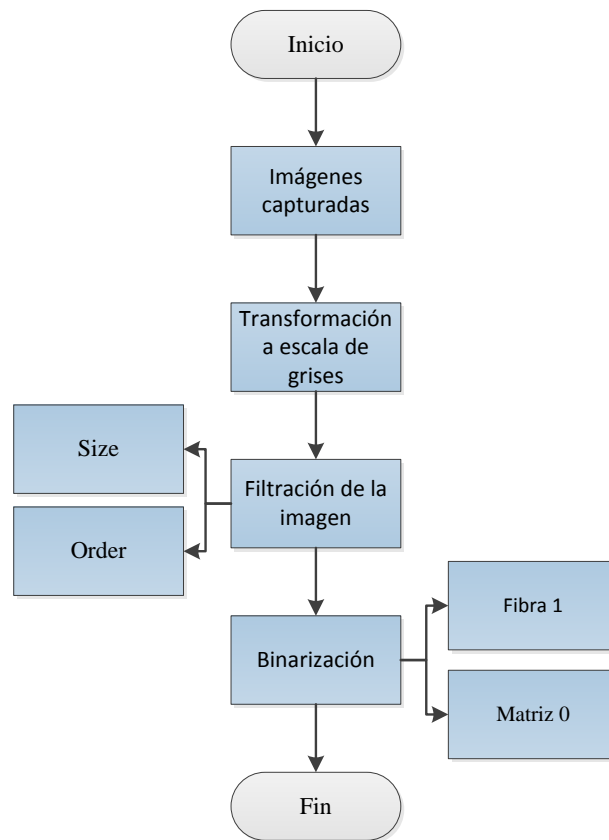 Inicio
Imágenes
capturadas
Transformación
a escala de
grises
Size
Filtración de la
imagen
Order
Fibra 1
Binarización
Matriz 0
Fin